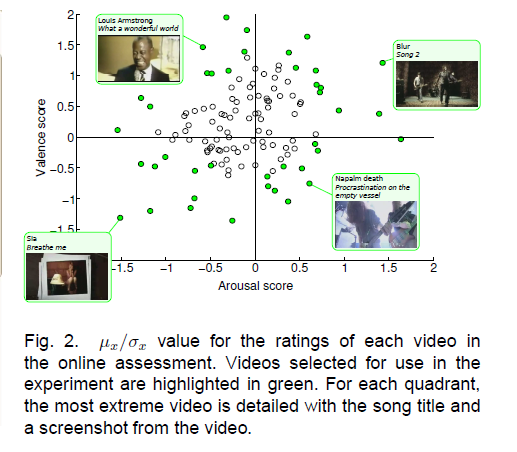 2
1.5
1
0.5
0
−0.5
−1
−1.5
Valence score
−1.5
−1
−0.5
0
0.5
1
1.5
2
Arousal score
Louis Armstrong
What a wonderful world
Blur
Song 2
Napalm death
Procrastination on the
empty vessel
Sia
Breathe me
Fig. 2. μx/σx value for the ratings of each video in
the online assessment. Videos selected for use in the
experiment are highlighted in green. For each quadrant,
the most extreme video is detailed with the song title and
a screenshot from the video.